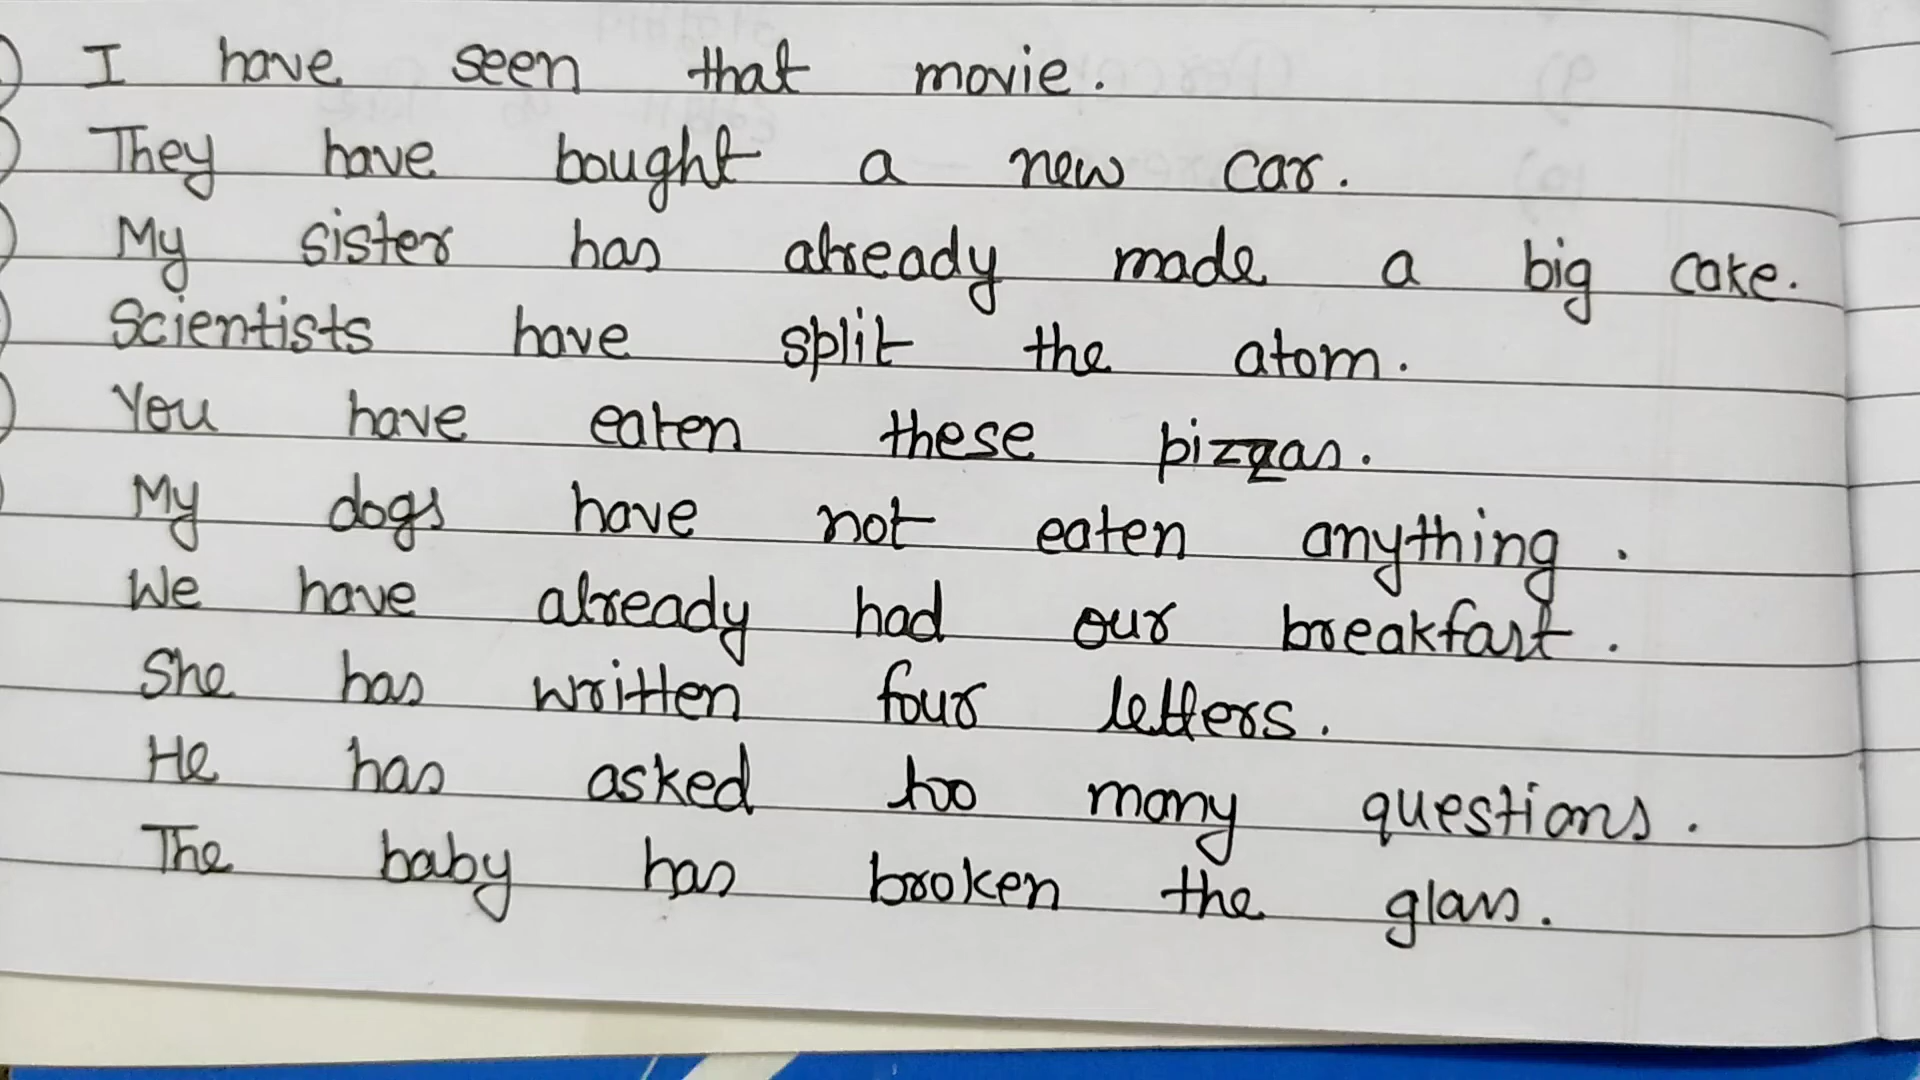 I have seen that movie.
They have bought a new car.
My sister has already made a big cake.
Scientists have split the atom.
You have eaten these pizzas.
My dogs have not eaten anything.
We have already had our breakfast.
She has written four letters.
He has asked too many questions.
The baby has broken the glass.